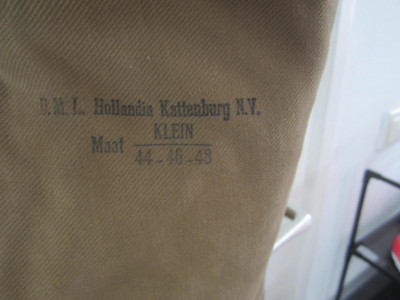 D.M.L. Hollandia Kattenburg N.V.
KLEIN
Maat 44-46-48